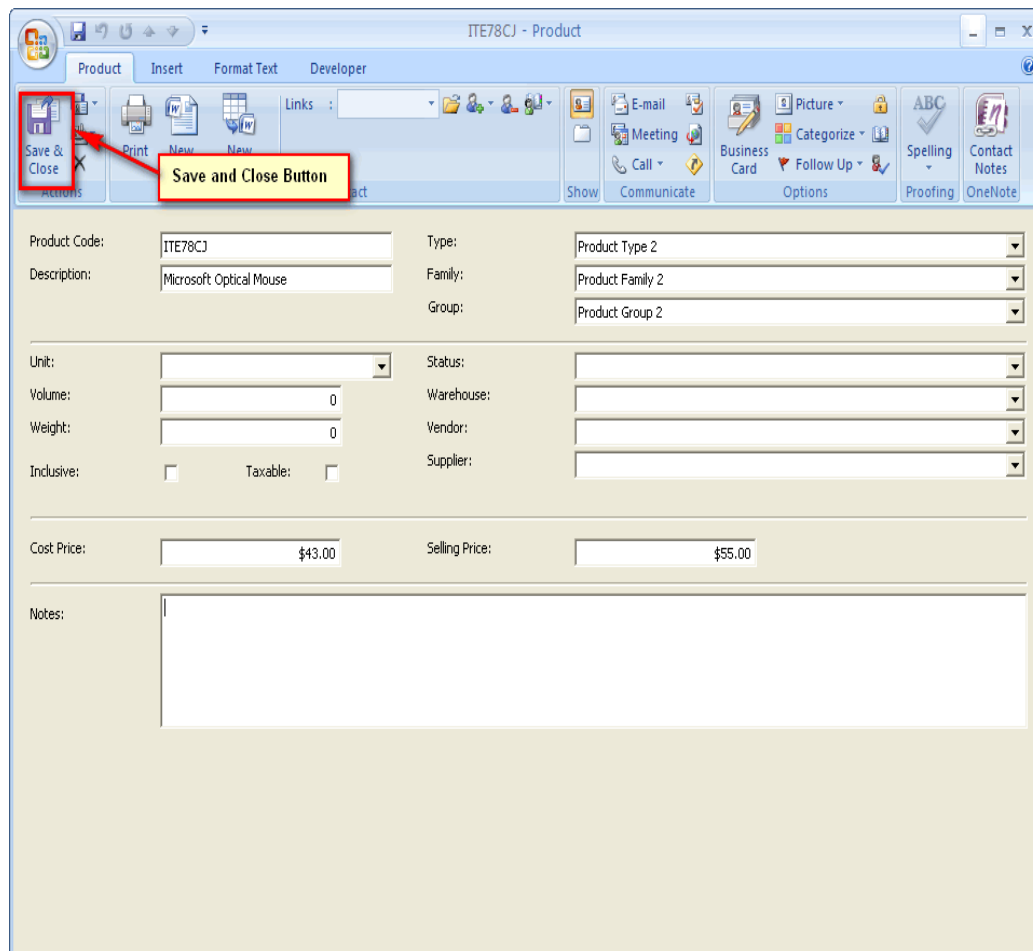 ITE78CJ - Product
Product Insert Format Text Developer
Save & Close
Print
New
New
Links :
E-mail
Meeting
Call
Business Card
Picture
Categorize
Follow Up
ABC
Spelling
Contact Notes
Save and Close Button
Actions
Show
Communicate
Options
Proofing
OneNote
Product Code: ITE78CJ Type: Product Type 2
Description: Microsoft Optical Mouse Family: Product Family 2
Group: Product Group 2
Unit: Status:
Volume: 0 Warehouse:
Weight: 0 Vendor:
Inclusive: Taxable: Supplier:
Cost Price: $43.00 Selling Price: $55.00
Notes: